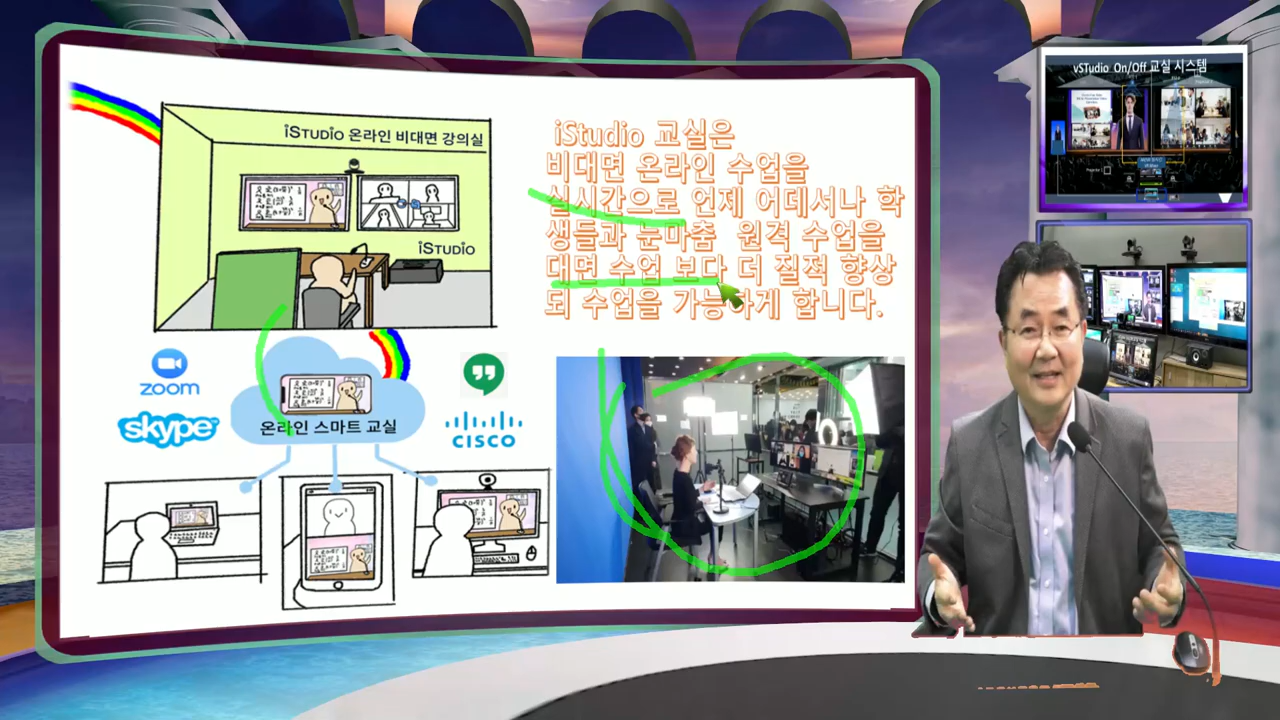 iSTUDIO 온라인 비대면 강의실
iSTUDIO
iStudio 교실은
비대면 온라인 수업을
실시간으로 언제 어데서나 학
생들과 눈마춤 원격 수업을
대면 수업 보다 더 질적 향상
되 수업을 가능하게 합니다.
zoom
skype
온라인 스마트 교실
CISCO
vSTudio On/Off 교실 시스템